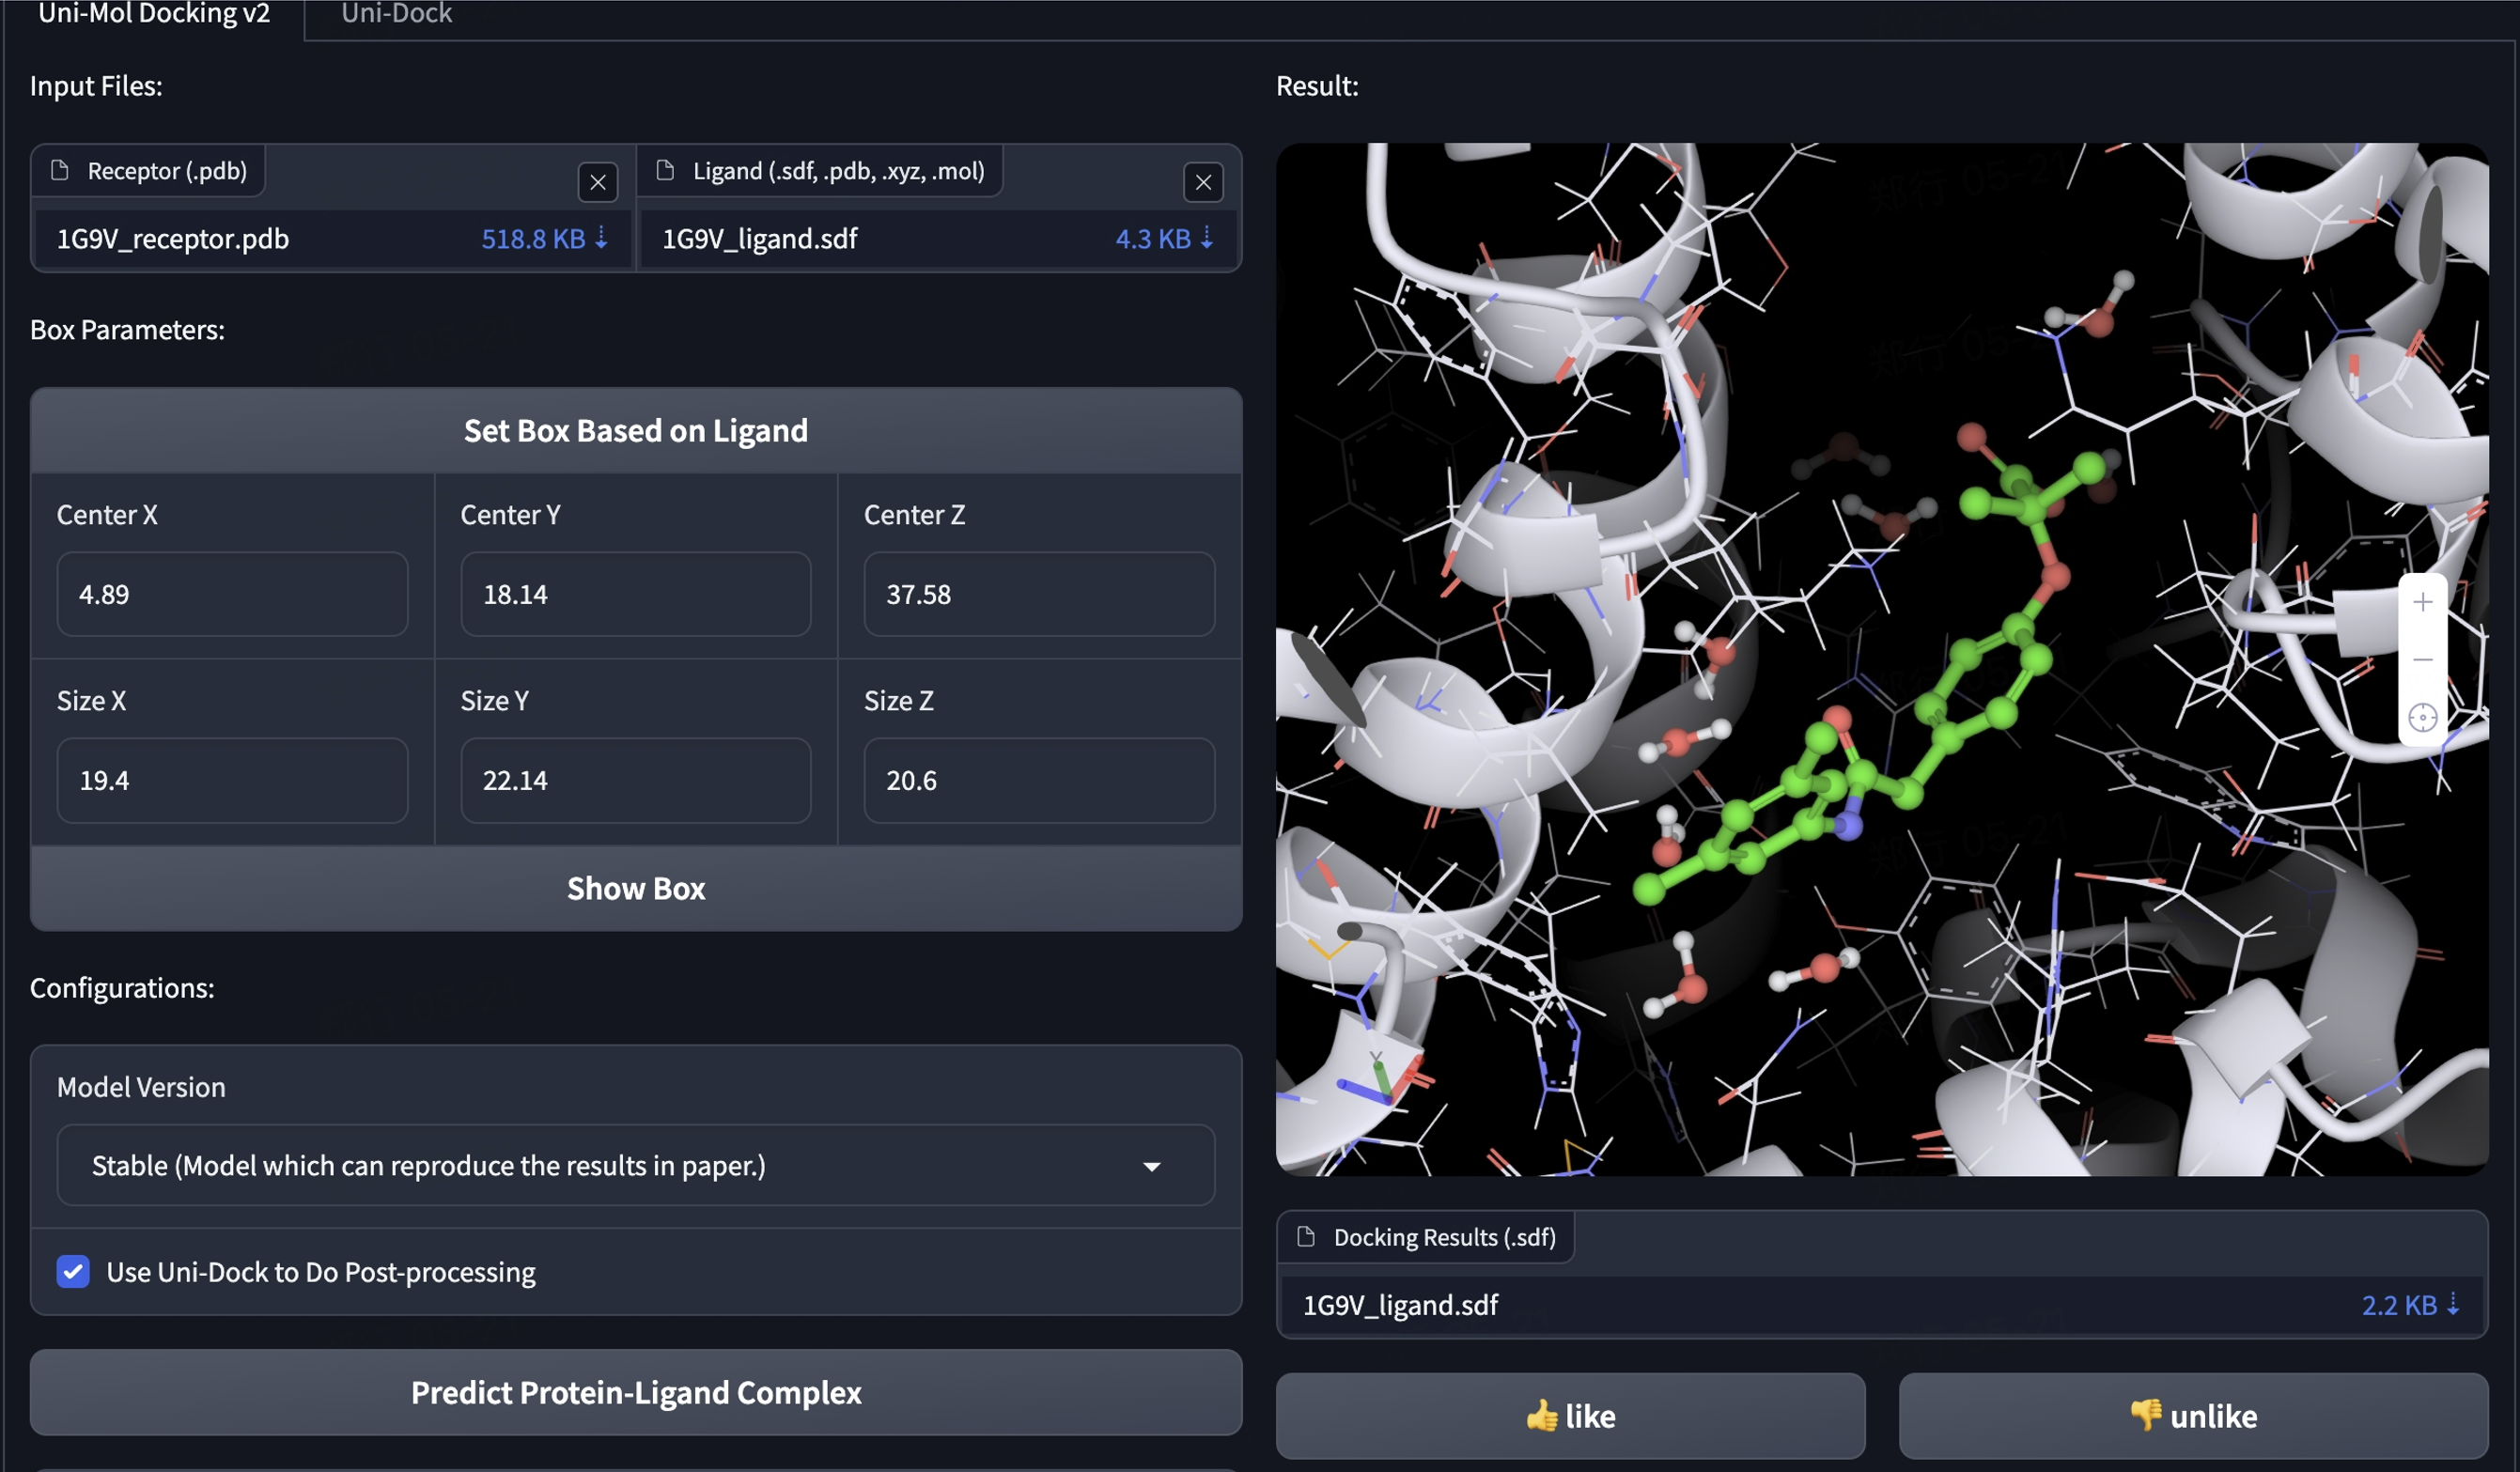 Uni-Mol Docking v2
Uni-Dock
Input Files:
Receptor (.pdb)
Ligand (.sdf, .pdb, .xyz, .mol)
1G9V_receptor.pdb
518.8 KB ⇣
1G9V_ligand.sdf
4.3 KB ⇣
Box Parameters:
Set Box Based on Ligand
Center X
Center Y
Center Z
4.89
18.14
37.58
Size X
Size Y
Size Z
19.4
22.14
20.6
Show Box
Configurations:
Model Version
Stable (Model which can reproduce the results in paper.)
Use Uni-Dock to Do Post-processing
Predict Protein-Ligand Complex
Result:
Y
Docking Results (.sdf)
1G9V_ligand.sdf
2.2 KB ⇣
👍 like
👎 unlike